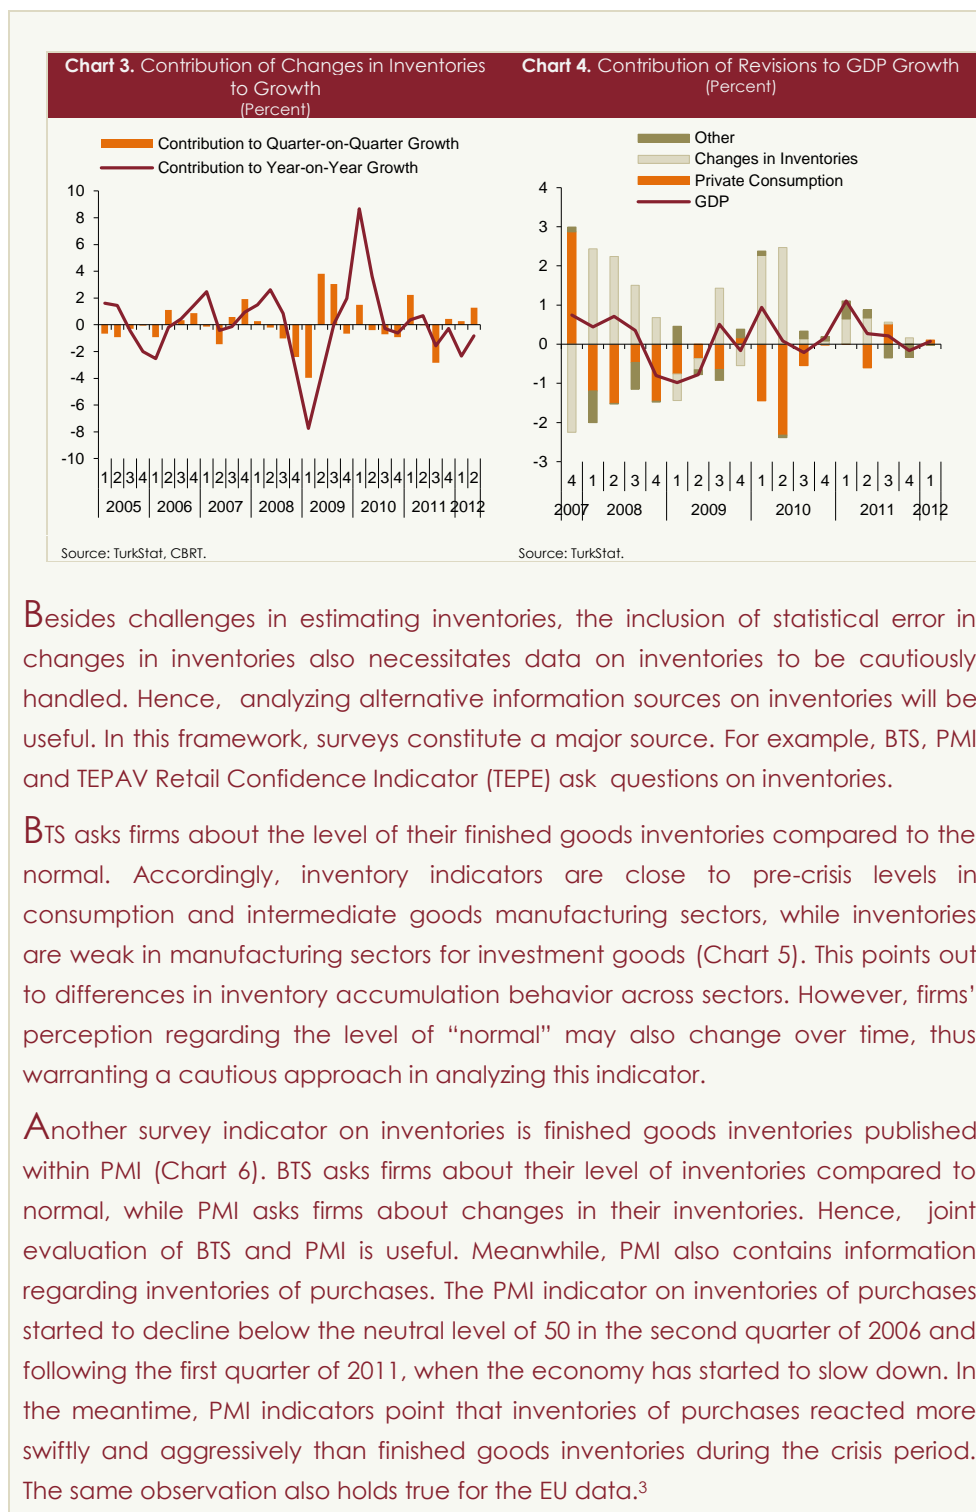 Chart 3. Contribution of Changes in Inventories
to Growth
(Percent)
Contribution to Quarter-on-Quarter Growth
Contribution to Year-on-Year Growth
10
8
6
4
2
0
-2
-4
-6
-8
-10
1 2 3 4 1 2 3 4 1 2 3 4 1 2 3 4 1 2 3 4 1 2 3 4 1 2 3 4 1 2
2005 2006 2007 2008 2009 2010 2011 2012
Source: TurkStat, CBRT.
Chart 4. Contribution of Revisions to GDP Growth
(Percent)
Other
Changes in Inventories
Private Consumption
GDP
4
3
2
1
0
-1
-2
-3
4 1 2 3 4 1 2 3 4 1 2 3 4 1 2 3 4 1
2007 2008 2009 2010 2011 2012
Source: TurkStat.
Besides challenges in estimating inventories, the inclusion of statistical error in
changes in inventories also necessitates data on inventories to be cautiously
handled. Hence, analyzing alternative information sources on inventories will be
useful. In this framework, surveys constitute a major source. For example, BTS, PMI
and TEPAV Retail Confidence Indicator (TEPE) ask questions on inventories.
BTS asks firms about the level of their finished goods inventories compared to the
normal. Accordingly, inventory indicators are close to pre-crisis levels in
consumption and intermediate goods manufacturing sectors, while inventories
are weak in manufacturing sectors for investment goods (Chart 5). This points out
to differences in inventory accumulation behavior across sectors. However, firms’
perception regarding the level of “normal” may also change over time, thus
warranting a cautious approach in analyzing this indicator.
Another survey indicator on inventories is finished goods inventories published
within PMI (Chart 6). BTS asks firms about their level of inventories compared to
normal, while PMI asks firms about changes in their inventories. Hence, joint
evaluation of BTS and PMI is useful. Meanwhile, PMI also contains information
regarding inventories of purchases. The PMI indicator on inventories of purchases
started to decline below the neutral level of 50 in the second quarter of 2006 and
following the first quarter of 2011, when the economy has started to slow down. In
the meantime, PMI indicators point that inventories of purchases reacted more
swiftly and aggressively than finished goods inventories during the crisis period.
The same observation also holds true for the EU data.3